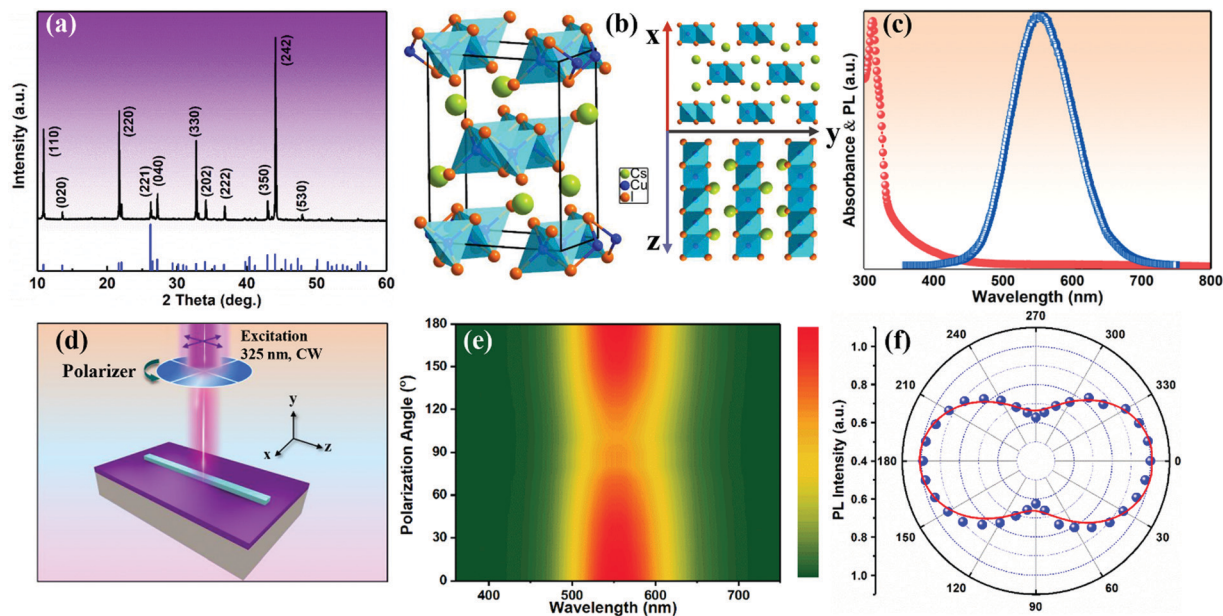 (a)
Intensity (a.u.)
(110)
(020)
(220)
(221)
(040)
(330)
(202)
(222)
(350)
(242)
(530)
10 20 30 40 50 60
2 Theta (deg.)
(b)
x
y
z
Cs
Cu
I
(c)
Absorbance & PL (a.u.)
300 400 500 600 700 800
Wavelength (nm)
(d)
Excitation
325 nm, CW
Polarizer
y
x
z
(e)
Polarization Angle (°)
180
150
120
90
60
30
0
400 500 600 700
Wavelength (nm)
(f)
PL Intensity (a.u.)
1.1
1.0
0.8
0.6
0.4
0.6
0.8
1.0
1.1
270
240
300
210
330
180
0
150
30
120
60
90